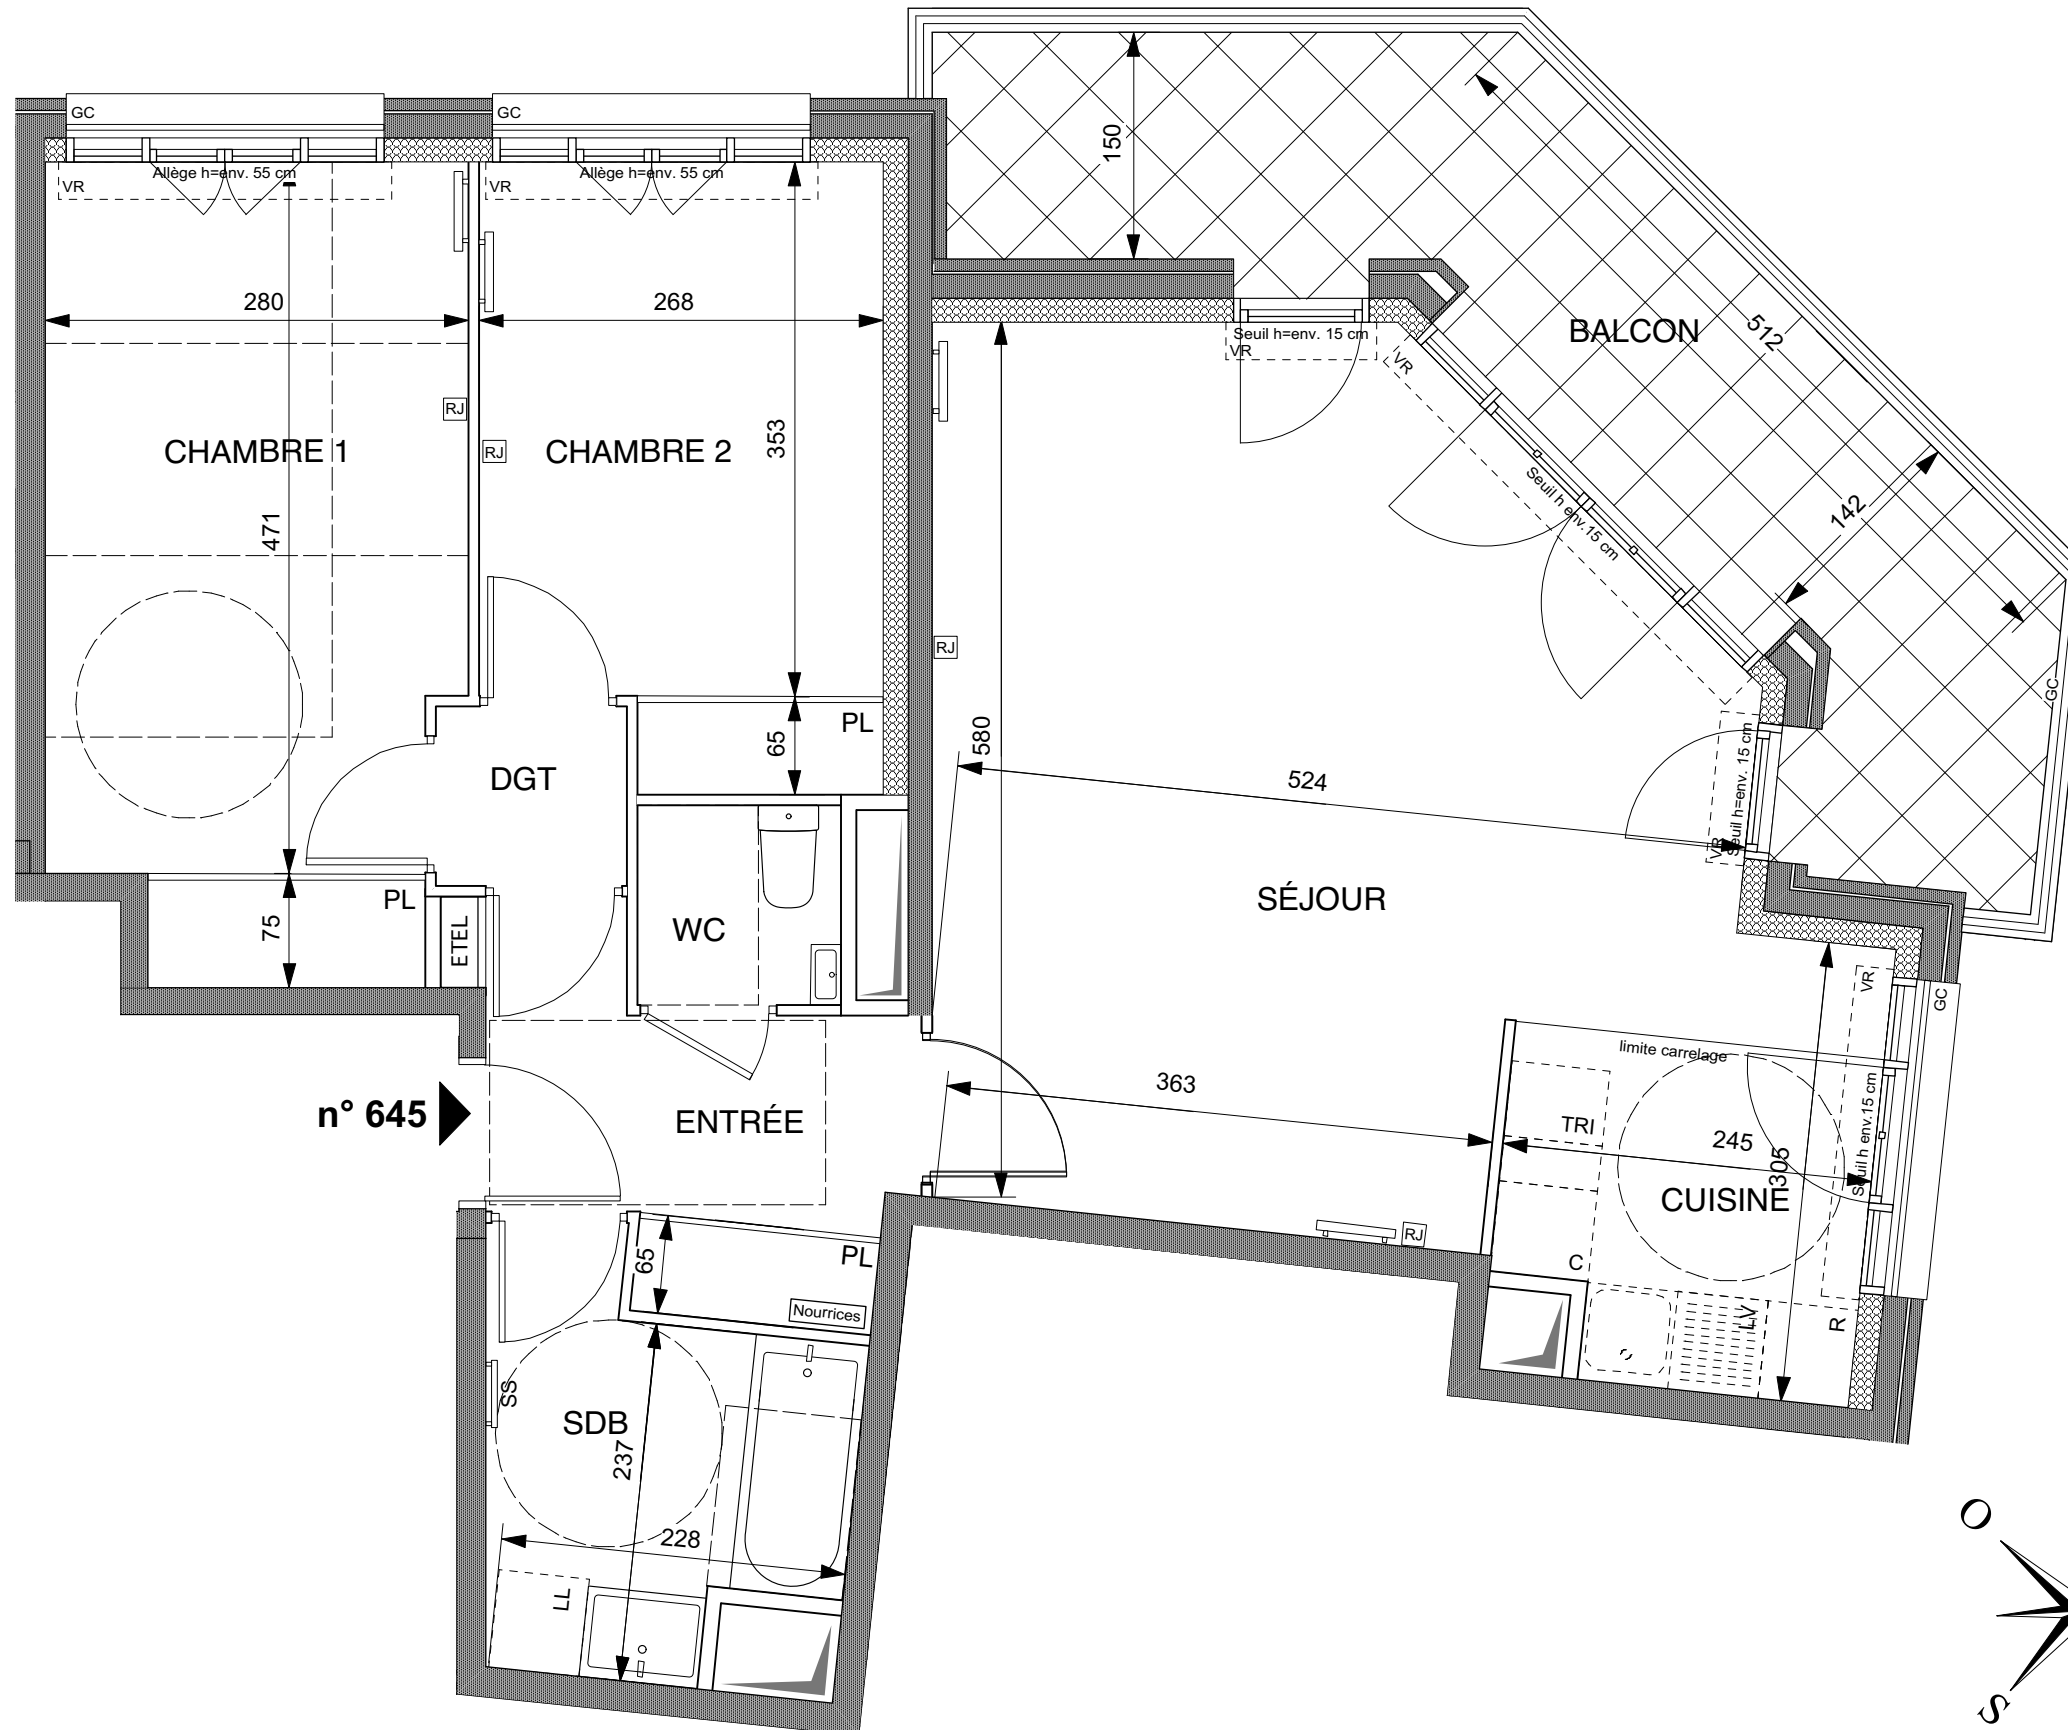 GC
GC
Allège h=env. 55 cm
VR
Allège h=env. 55 cm
VR
150
280
268
Seuil h=env. 15 cm
VR
VR
BALCON
512
RJ
CHAMBRE 1
RJ
CHAMBRE 2
353
471
Seuil h env.15 cm
142
RJ
GC
PL
65
580
DGT
524
Seuil h=env. 15 cm
VR
SÉJOUR
PL
75
ETEL
WC
VR
GC
limite carrelage
363
n° 645
ENTRÉE
TRI
245
305
Seuil h env.15 cm
CUISINE
RJ
65
PL
Nourrices
C
LV
R
SS
SDB
237
228
LL
O
S